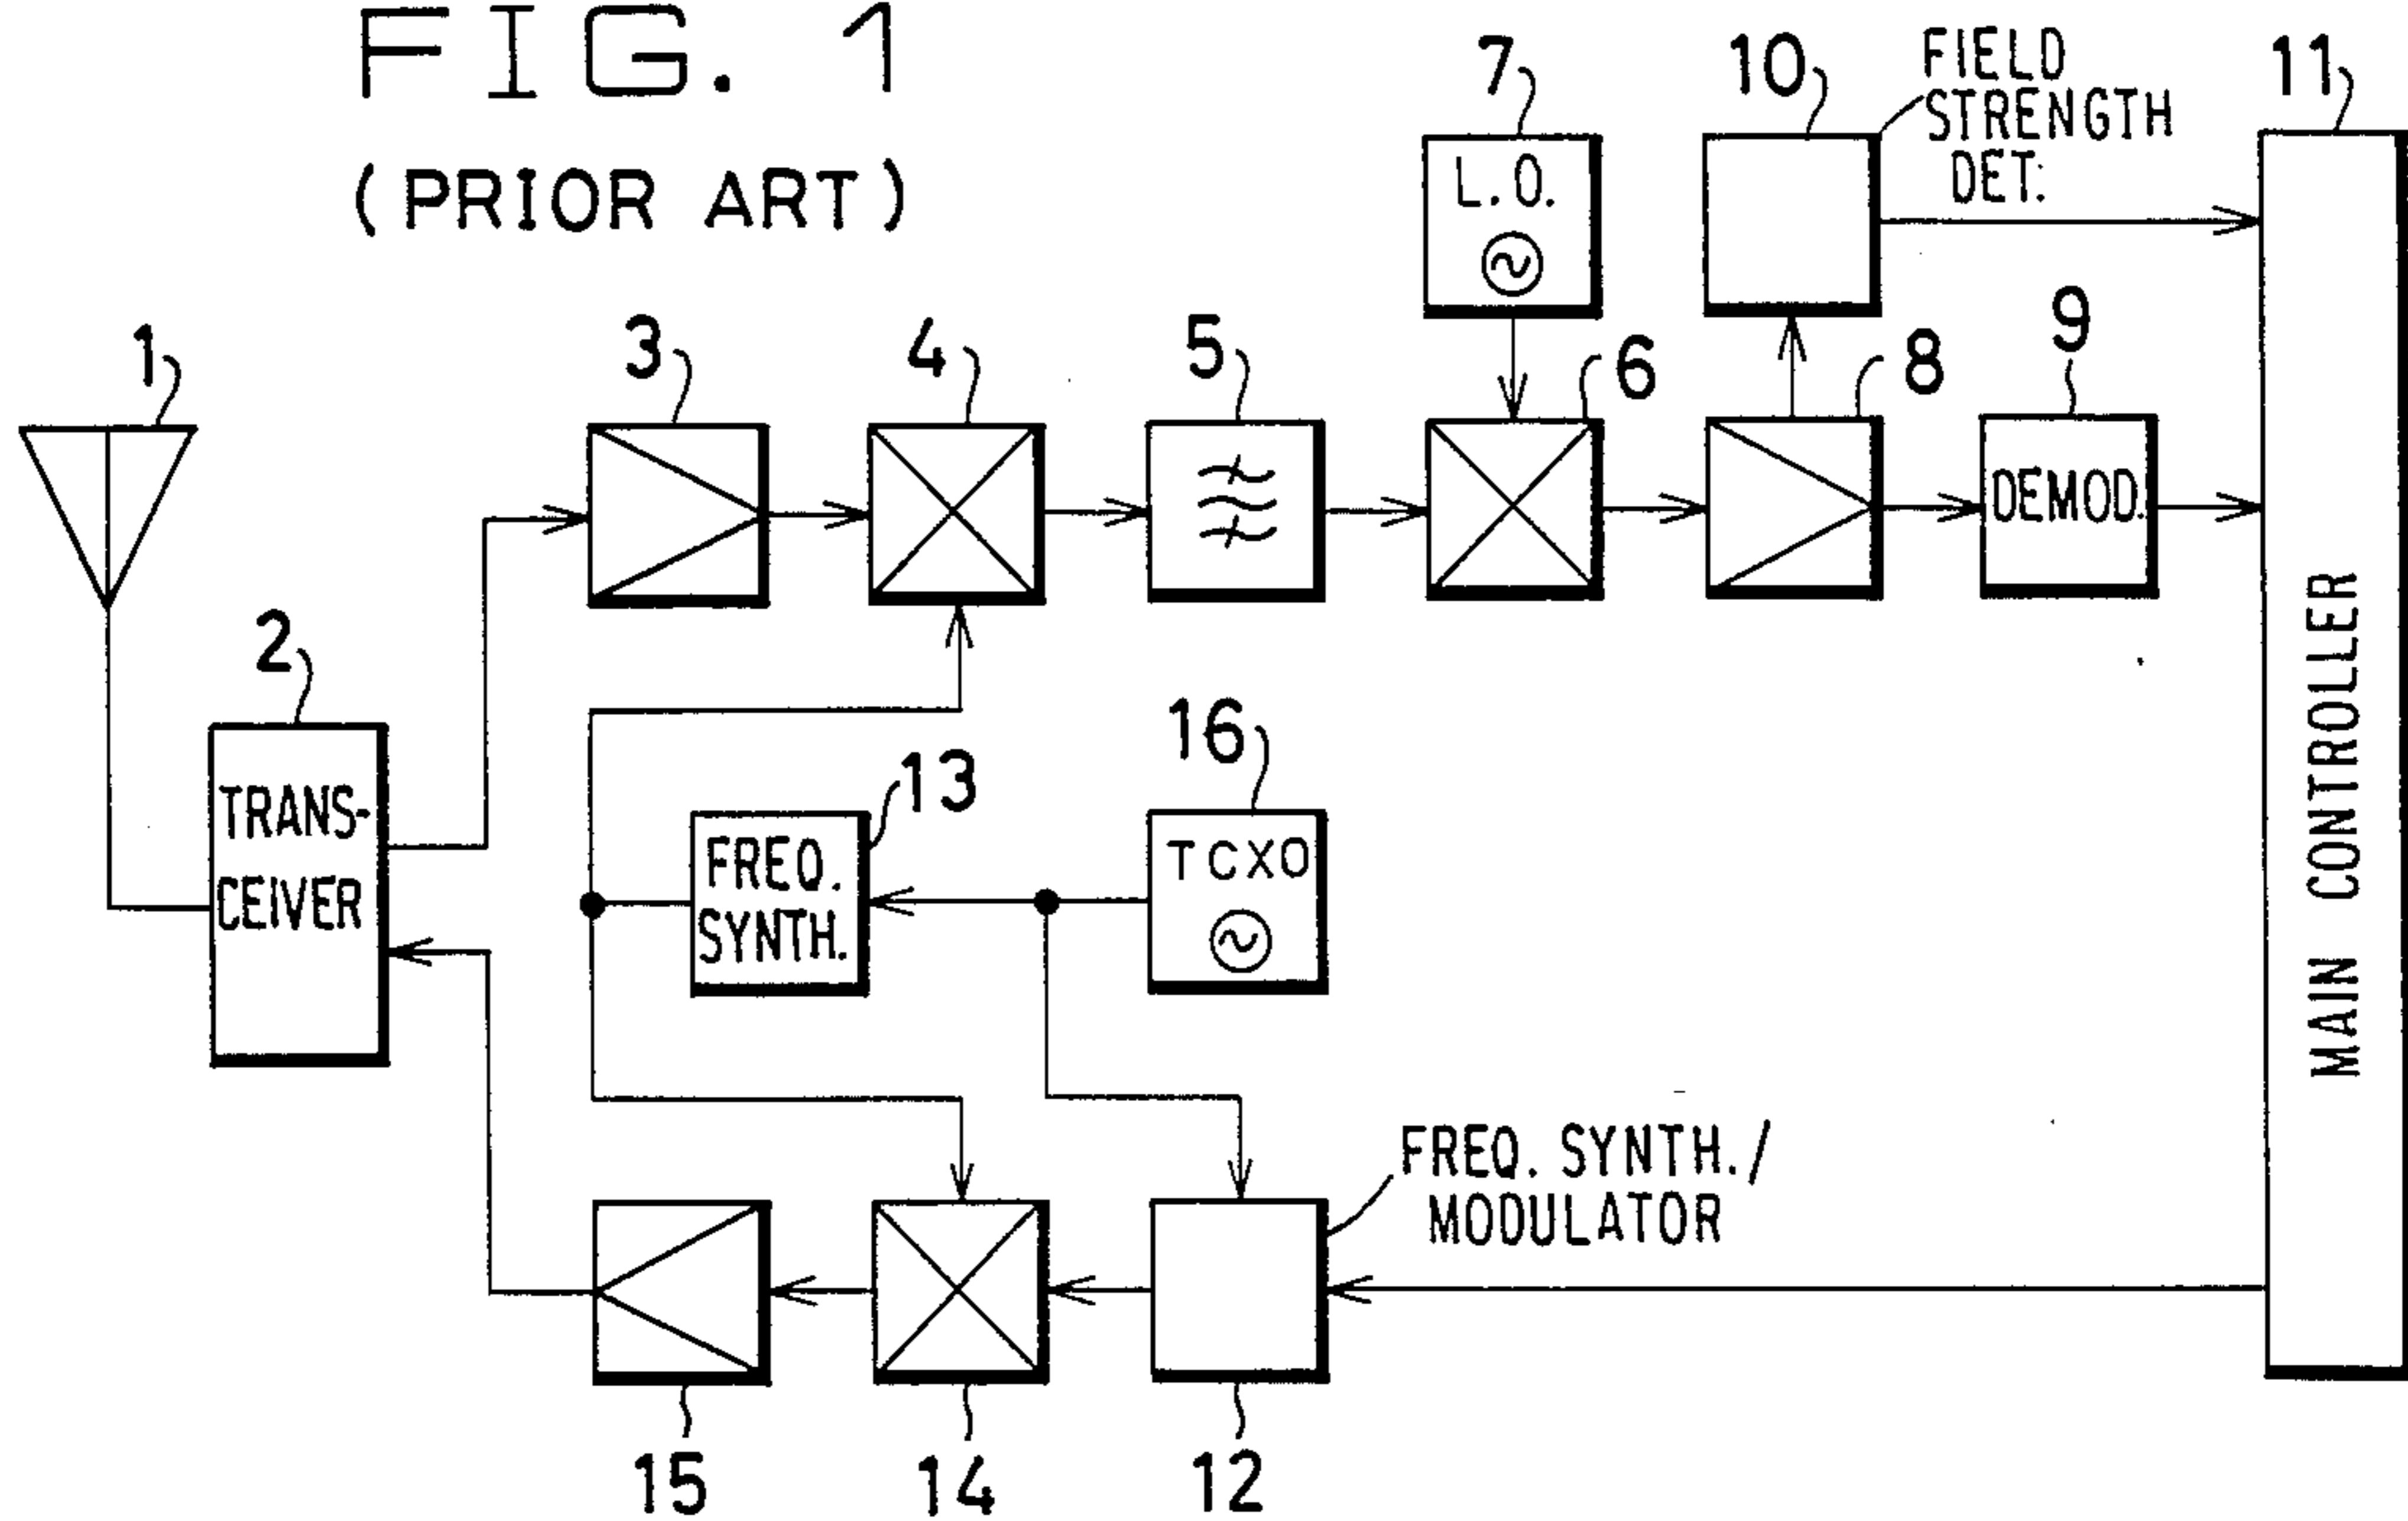 FIG. 1
(PRIOR ART)
1
2
3
4
5
6
7
8
9
10
11
FIELD
STRENGTH
DET.
L.O.
DEMOD.
TRANS-
CEIVER
13
FREQ.
SYNTH.
16
TCXO
MAIN CONTROLLER
FREQ. SYNTH./
MODULATOR
15
14
12